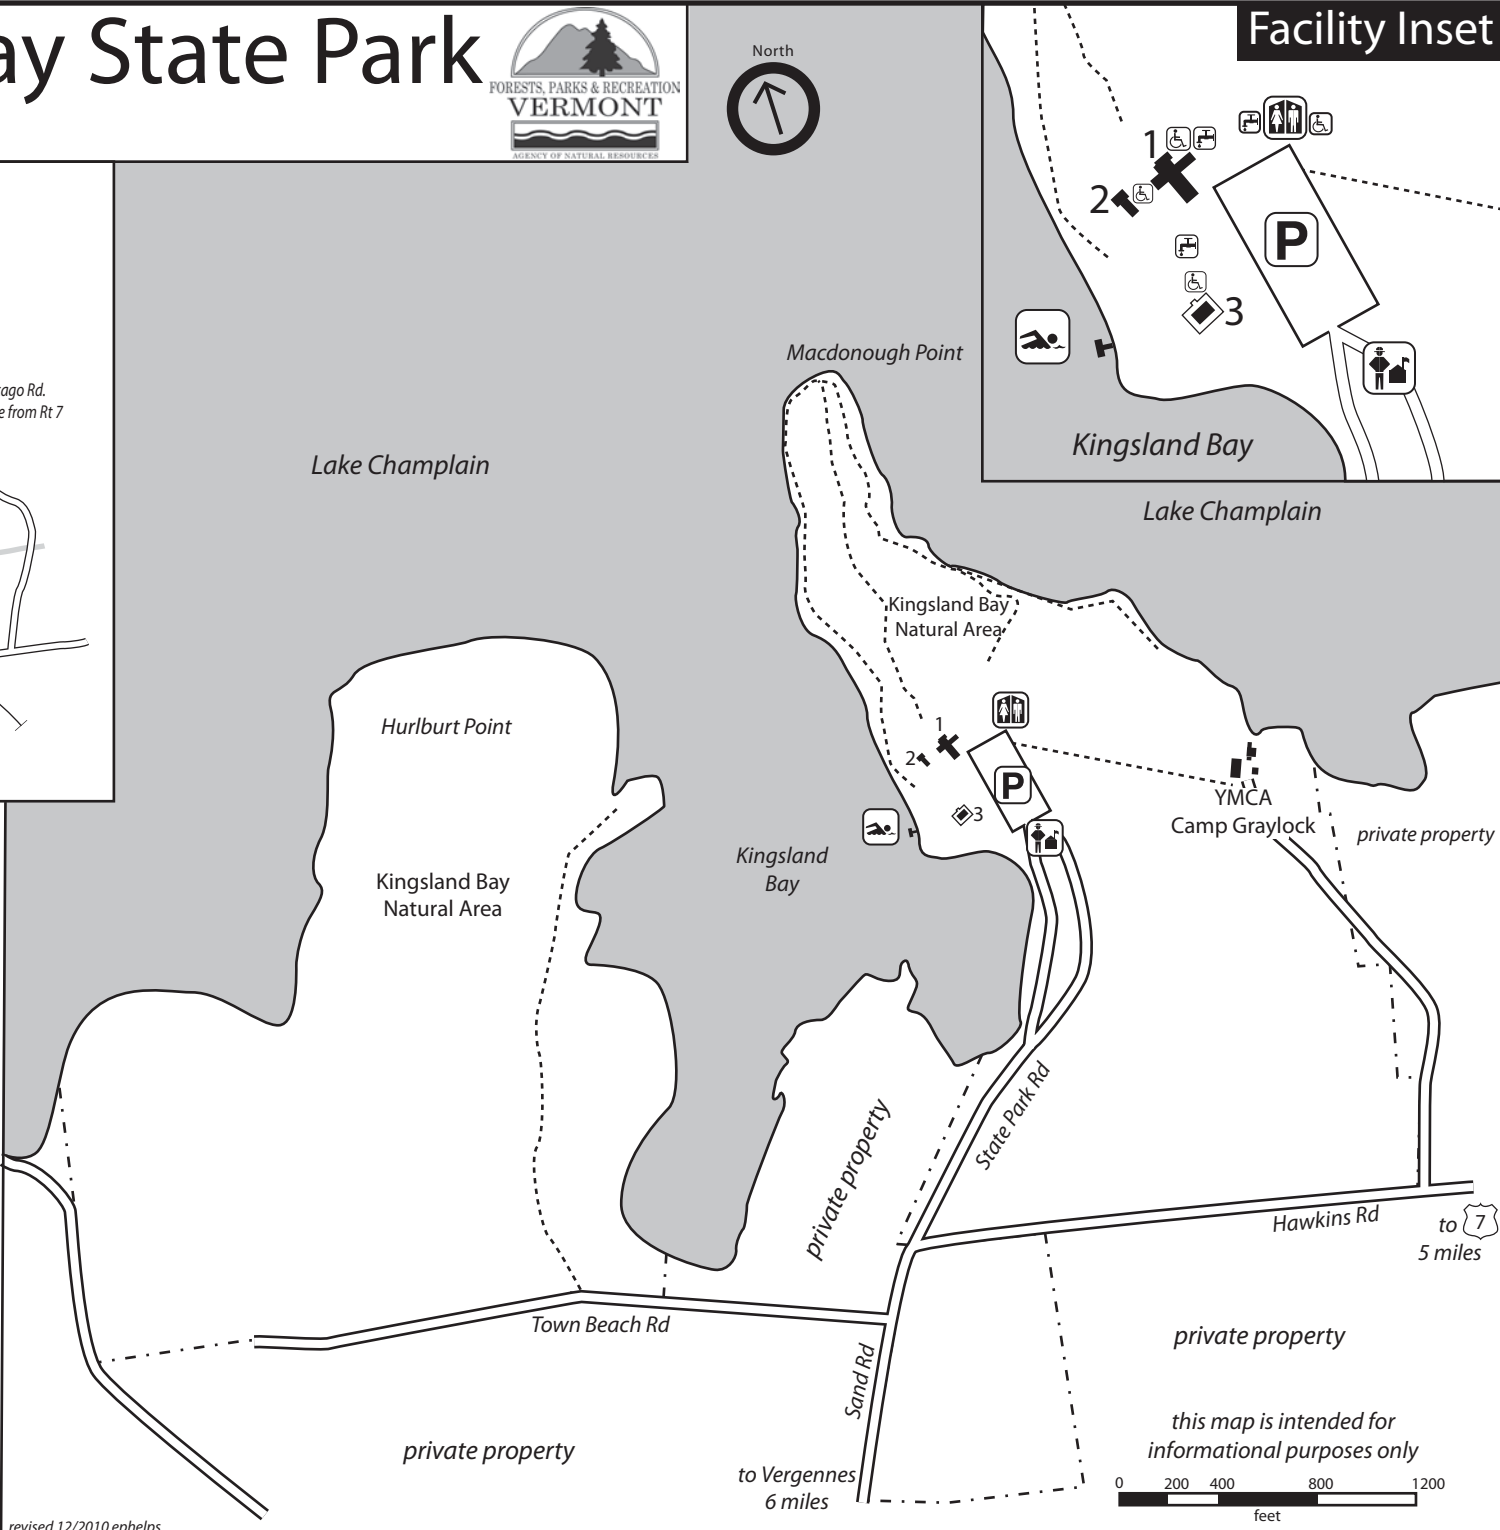 ay State Park
FORESTS, PARKS & RECREATION
VERMONT
AGENCY OF NATURAL RESOURCES
North
Facility Inset
1
2
P
3
Kingsland Bay
ago Rd.
e from Rt 7
Macdonough Point
Lake Champlain
Lake Champlain
Kingsland Bay
Natural Area
Hurlburt Point
1
2
P
3
YMCA
Camp Graylock
private property
Kingsland
Bay
Kingsland Bay
Natural Area
State Park Rd
private property
Hawkins Rd
to 7
5 miles
Town Beach Rd
Sand Rd
private property
this map is intended for
informational purposes only
private property
to Vergennes
6 miles
0 200 400 800 1200
feet
revised 12/2010 ephelps